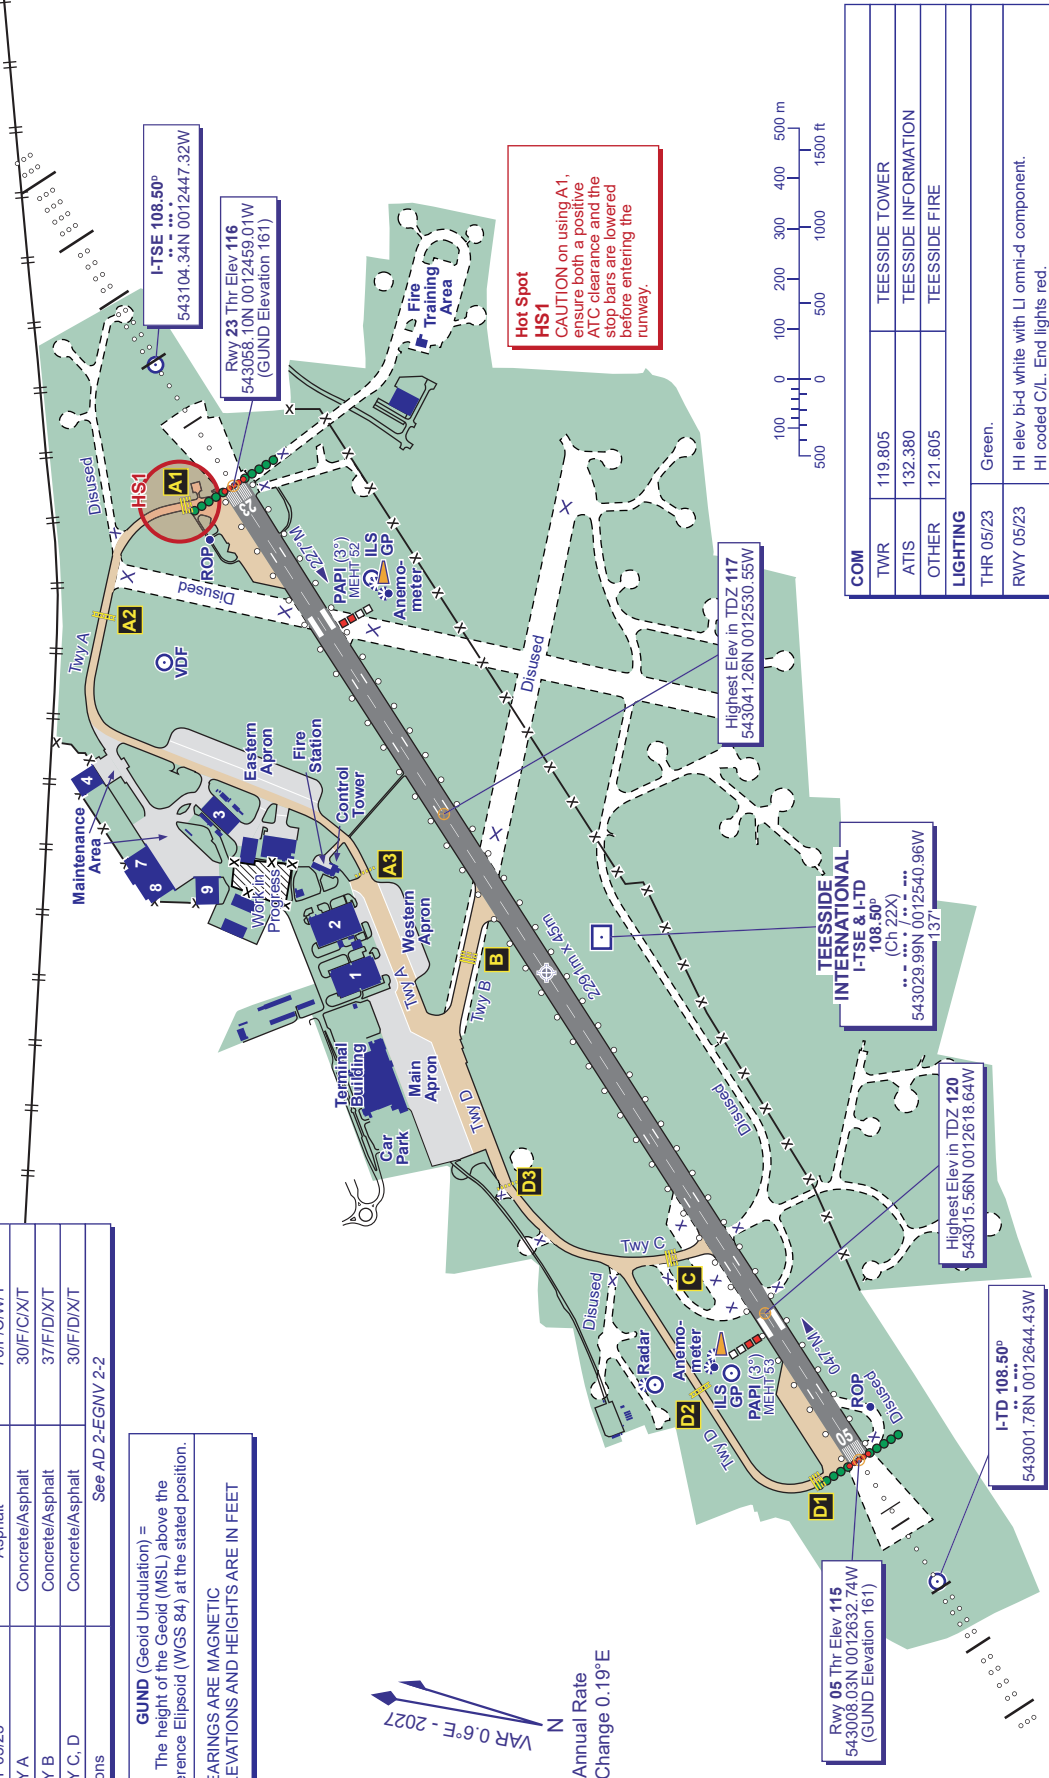 Asphalt
Y A
Concrete/Asphalt
30/F/C/X/T
Y B
Concrete/Asphalt
37/F/D/X/T
Y C, D
Concrete/Asphalt
30/F/D/X/T
ons
See AD 2-EGNV 2-2
GUND (Geoid Undulation) =
The height of the Geoid (MSL) above the
erence Elipsoid (WGS 84) at the stated position.
EARINGS ARE MAGNETIC
LEVATIONS AND HEIGHTS ARE IN FEET
VAR 0.6°E - 2027
N
Annual Rate
Change 0.19°E
I-TSE 108.50ᴰ
543104.34N 0012447.32W
Rwy 23 Thr Elev 116
543058.10N 0012459.01W
(GUND Elevation 161)
Hot Spot
HS1
CAUTION on using A1,
ensure both a positive
ATC clearance and the
stop bars are lowered
before entering the
runway.
Fire
Training
Area
HS1
A1
Disused
ROP
23
227°M
PAPI (3°)
MEHT 52
ILS
GP
Anemo-
meter
Disused
A2
Twy A
VDF
Disused
Highest Elev in TDZ 117
543041.26N 0012530.55W
Maintenance
Area
4
7
8
3
9
Eastern
Apron
Fire
Station
Control
Tower
Work in
Progress
A3
2
1
Western
Apron
Twy A
B
Twy B
2291m x 45m
Terminal
Building
Main
Apron
Car
Park
Twy D
D3
TEESSIDE
INTERNATIONAL
I-TSE & I-TD
108.50ᴰ
(Ch 22X)
543029.99N 0012540.96W
137'
Disused
Highest Elev in TDZ 120
543015.56N 0012618.64W
Twy C
C
Disused
Radar
Anemo-
meter
ILS
GP
PAPI (3°)
MEHT 53
047°M
D2
Twy D
D1
05
ROP
Disused
I-TD 108.50ᴰ
543001.78N 0012644.43W
Rwy 05 Thr Elev 115
543008.03N 0012632.74W
(GUND Elevation 161)
100 0 100 200 300 400 500 m
500 0 500 1000 1500 ft
COM
TWR 119.805 TEESSIDE TOWER
ATIS 132.380 TEESSIDE INFORMATION
OTHER 121.605 TEESSIDE FIRE
LIGHTING
THR 05/23 Green.
RWY 05/23 HI elev bi-d white with LI omni-d component.
HI coded C/L. End lights red.